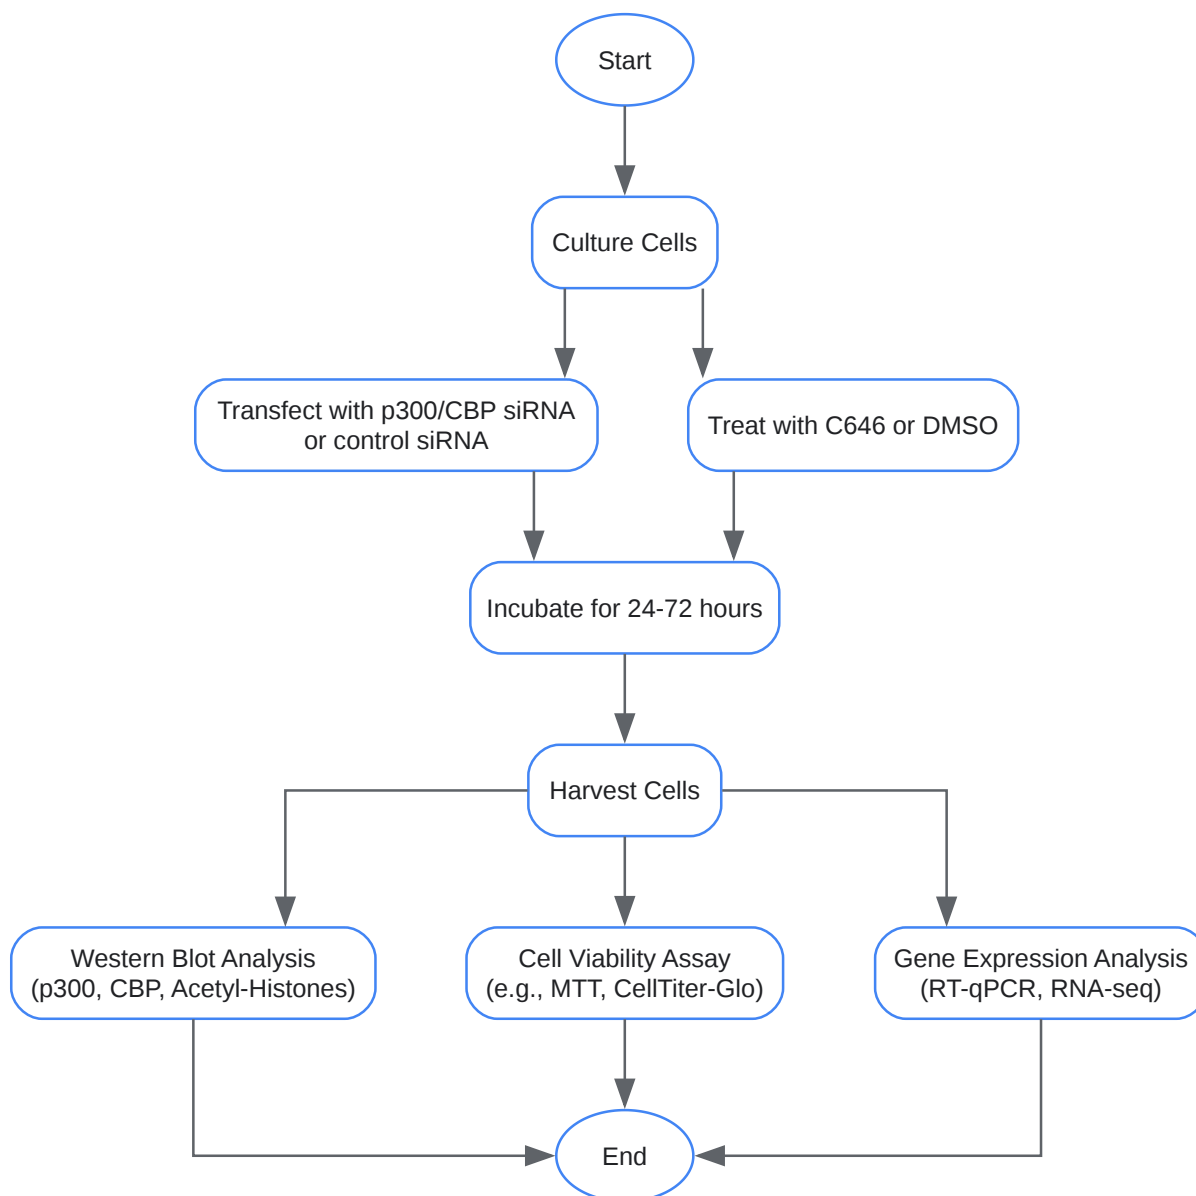 Start
Culture Cells
Transfect with p300/CBP siRNA
or control siRNA
Treat with C646 or DMSO
Incubate for 24-72 hours
Harvest Cells
Western Blot Analysis
(p300, CBP, Acetyl-Histones)
Cell Viability Assay
(e.g., MTT, CellTiter-Glo)
Gene Expression Analysis
(RT-qPCR, RNA-seq)
End